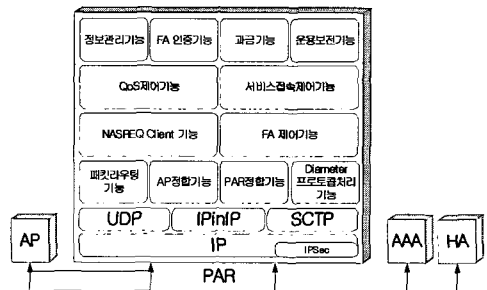 정보관리기능 FA 인증기능 과금기능 운용보전기능
QoS제어기능 서비스접속제어기능
NASREQ Client 기능 FA 제어기능
패킷라우팅 기능 AP정합기능 PAR정합기능 Diameter 프로토콜처리 기능
UDP IPinIP SCTP
IP IPSec
AP PAR AAA HA